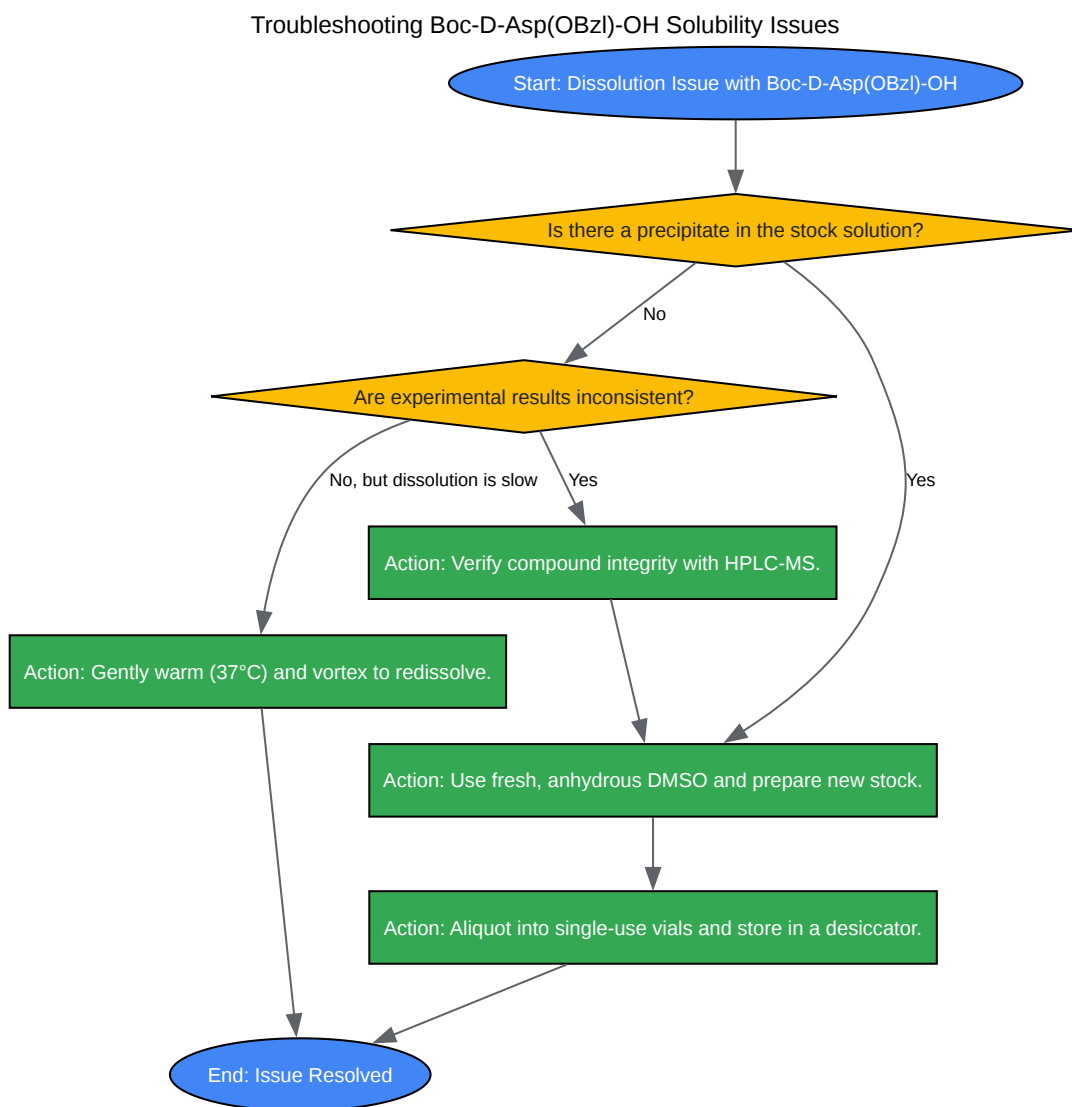 Troubleshooting Boc-D-Asp(OBzl)-OH Solubility Issues
Start: Dissolution Issue with Boc-D-Asp(OBzl)-OH
Is there a precipitate in the stock solution?
No
Are experimental results inconsistent?
No, but dissolution is slow
Yes
Yes
Action: Verify compound integrity with HPLC-MS.
Action: Gently warm (37°C) and vortex to redissolve.
Action: Use fresh, anhydrous DMSO and prepare new stock.
Action: Aliquot into single-use vials and store in a desiccator.
End: Issue Resolved